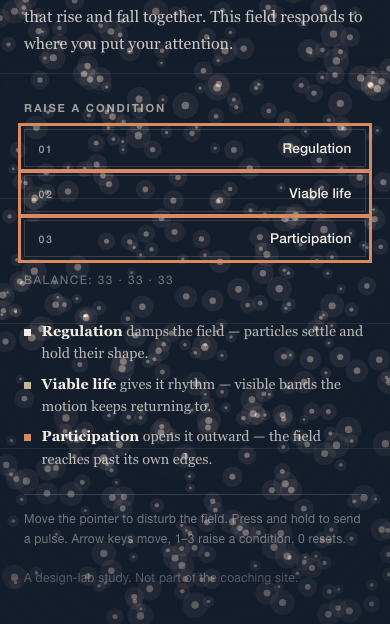 that rise and fall together. This field responds to
where you put your attention.
RAISE A CONDITION
01 Regulation
02 Viable life
03 Participation
BALANCE: 33 · 33 · 33
Regulation damps the field — particles settle and
hold their shape.
Viable life gives it rhythm — visible bands the
motion keeps returning to.
Participation opens it outward — the field
reaches past its own edges.
Move the pointer to disturb the field. Press and hold to send
a pulse. Arrow keys move, 1–3 raise a condition, 0 resets.
A design-lab study. Not part of the coaching site.